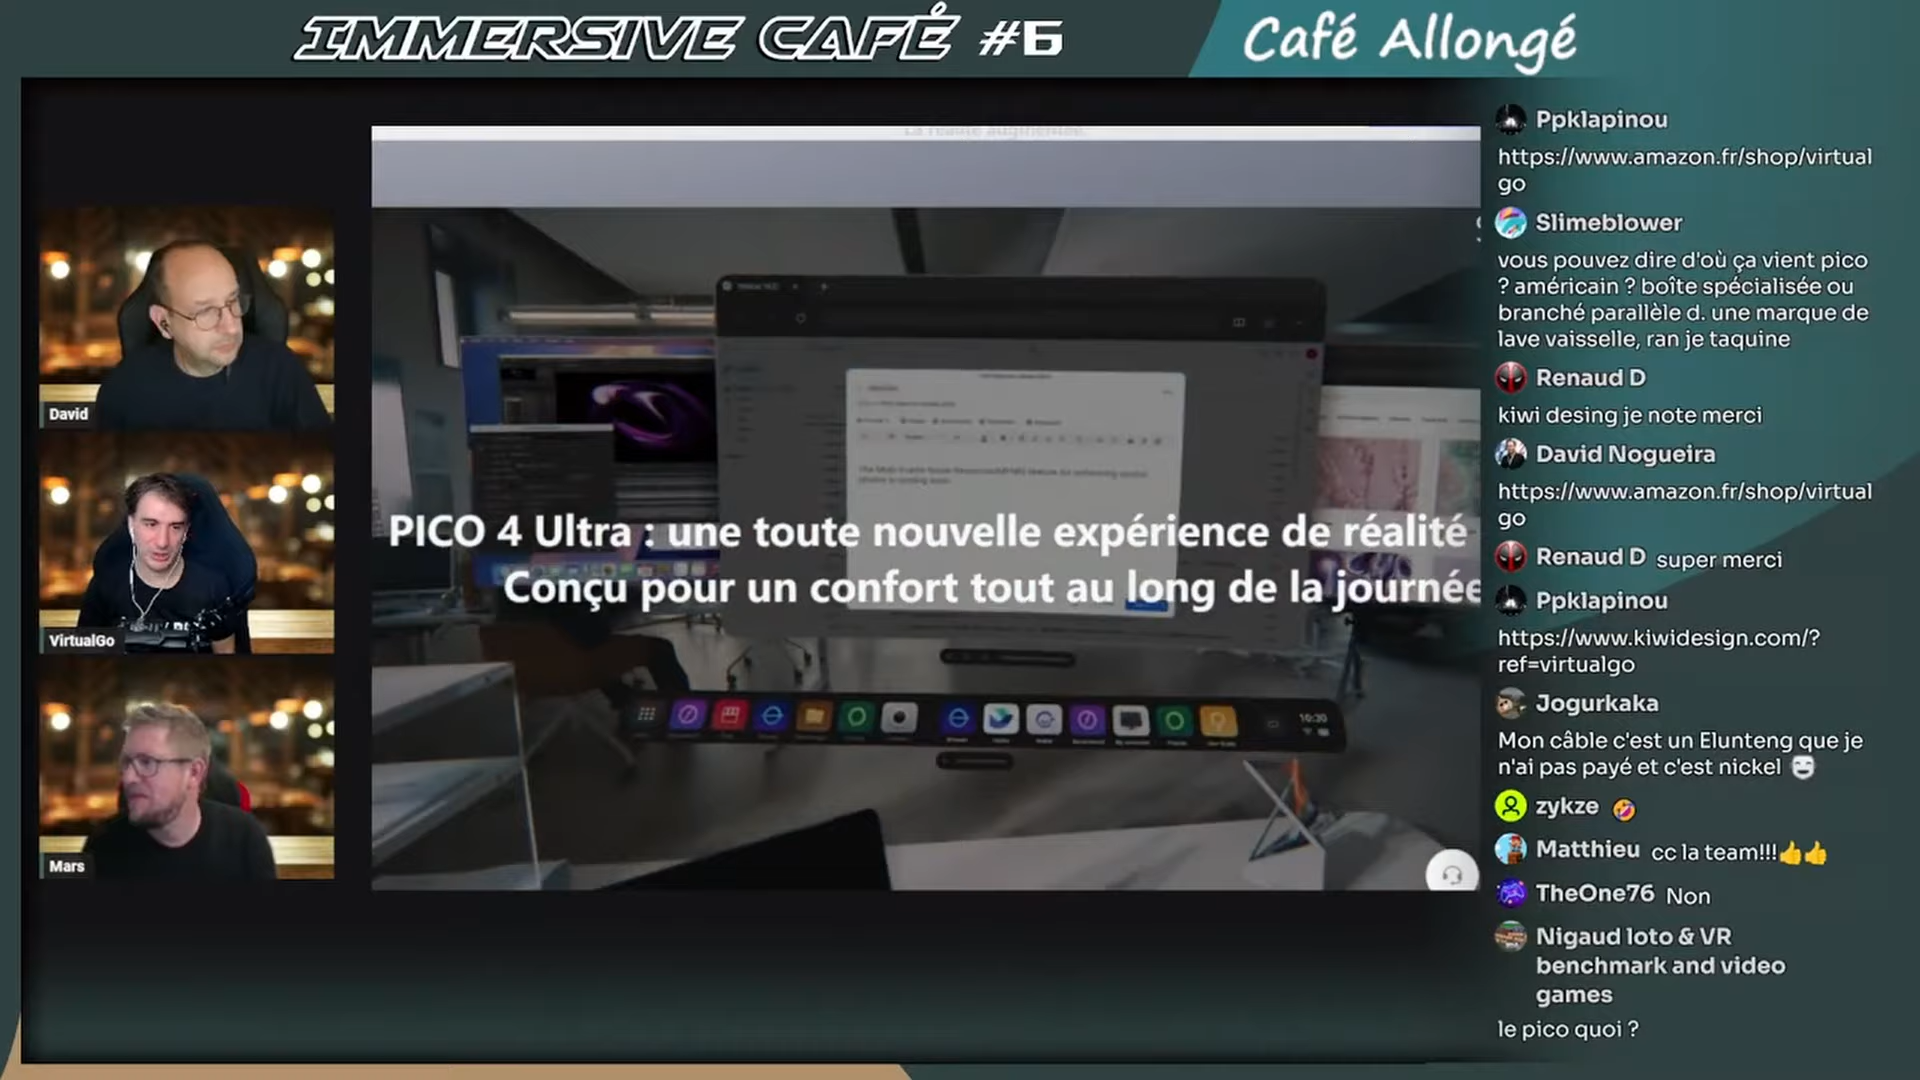 IMMERSIVE CAFÉ #6
Café Allongé
La réalité augmentée.
David
VirtualGo
Mars
PICO 4 Ultra : une toute nouvelle expérience de réalité
Conçu pour un confort tout au long de la journée
10:30
Ppklapinou
https://www.amazon.fr/shop/virtual
go
Slimeblower
vous pouvez dire d'où ça vient pico
? américain ? boîte spécialisée ou
branché parallèle d. une marque de
lave vaisselle, ran je taquine
Renaud D
kiwi desing je note merci
David Nogueira
https://www.amazon.fr/shop/virtual
go
Renaud D super merci
Ppklapinou
https://www.kiwidesign.com/?
ref=virtualgo
Jogurkaka
Mon câble c'est un Elunteng que je
n'ai pas payé et c'est nickel
zykze
Matthieu cc la team!!!👍👍
TheOne76 Non
Nigaud loto & VR
benchmark and video
games
le pico quoi ?